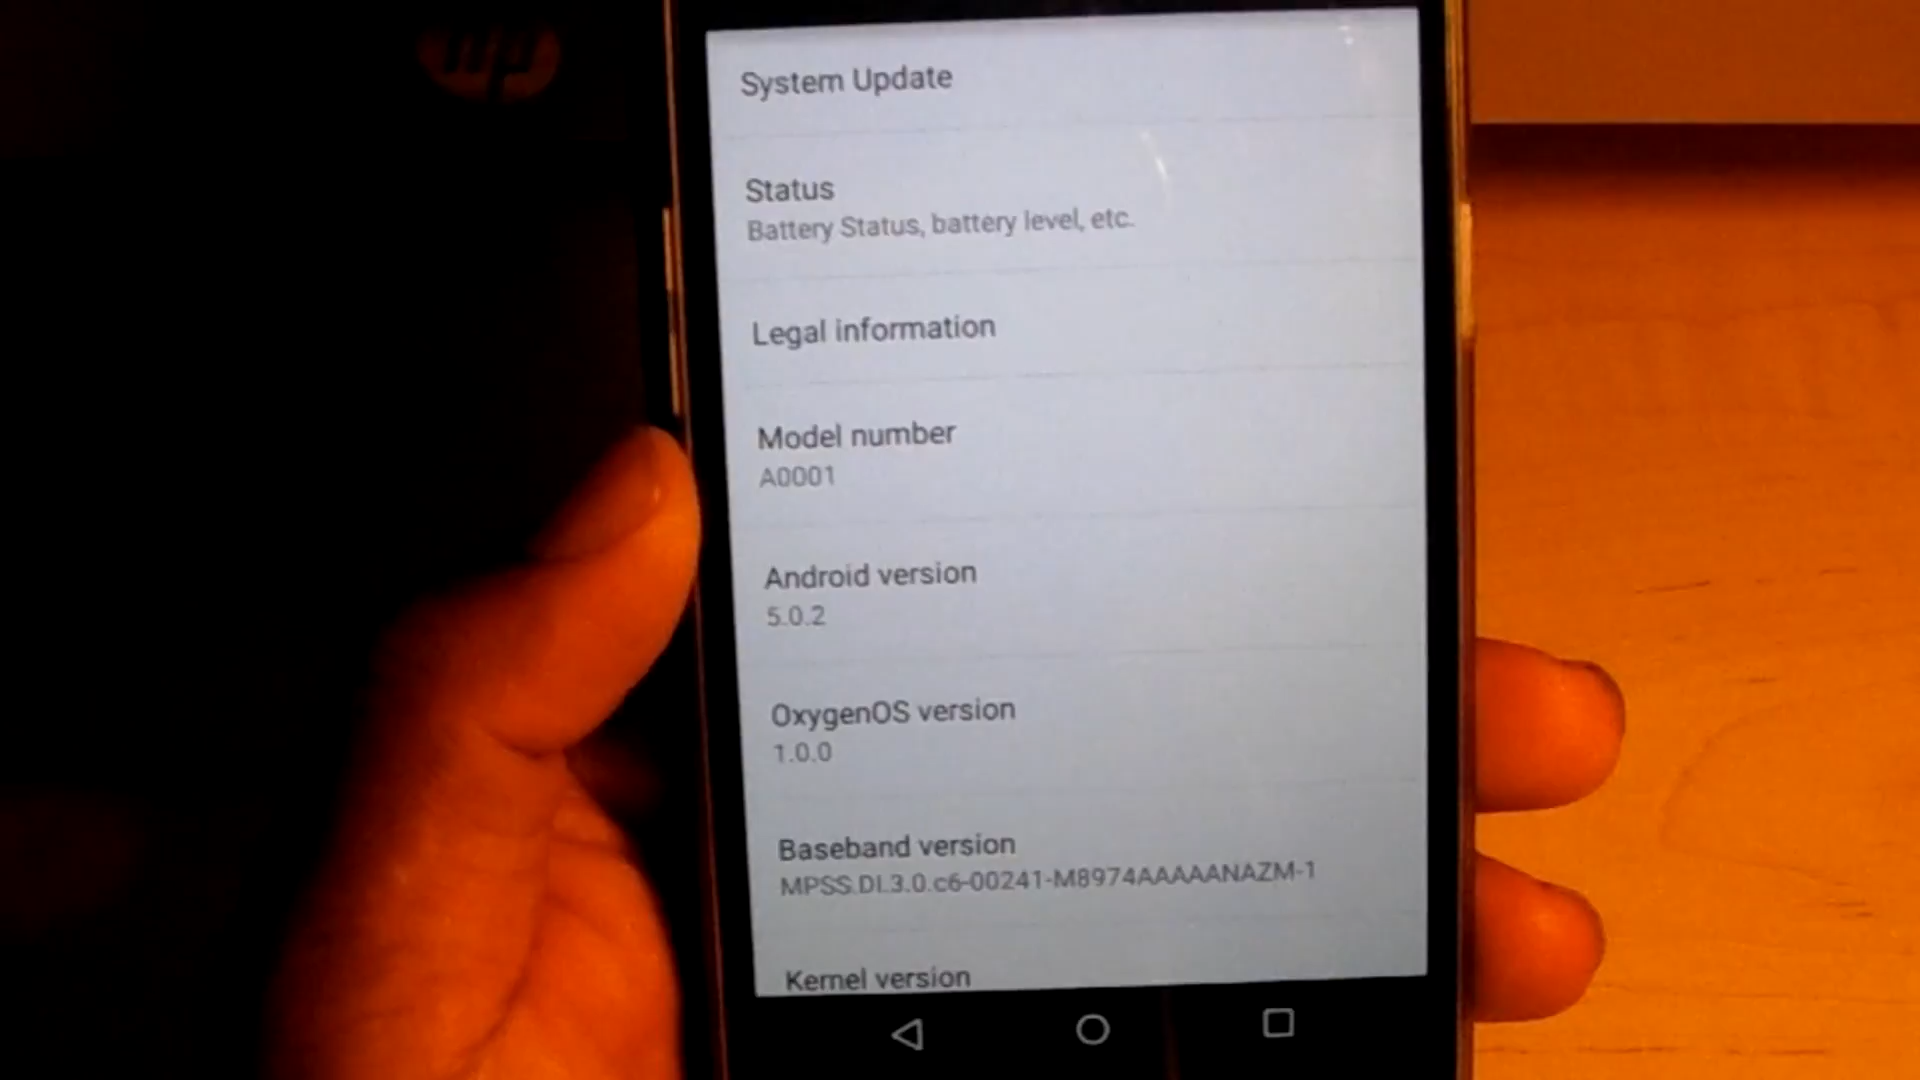 hp
System Update
Status
Battery Status, battery level, etc.
Legal information
Model number
A0001
Android version
5.0.2
OxygenOS version
1.0.0
Baseband version
MPSS.DI.3.0.c6-00241-M8974AAAAANAZM-1
Kernel version